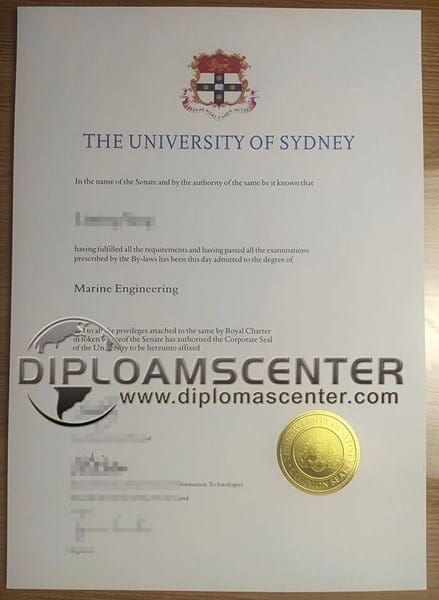 THE UNIVERSITY OF SYDNEY
In the name of the Senate and by the authority of the same be it known that
having fulfilled all the requirements and having passed all the examinations
prescribed by the By-laws has been this day admitted to the degree of
Marine Engineering
to all privileges attached to the same by Royal Charter
in token of the Senate has authorised the Corporate Seal
of the University to be hereunto affixed
DIPLOAMSCENTER
www.diplomascenter.com
Technologies